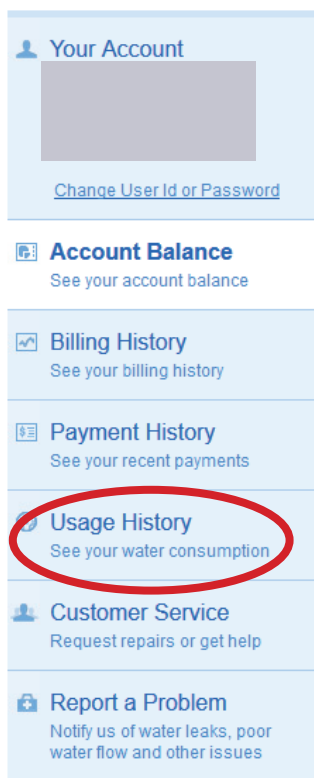 Your Account
Change User Id or Password
Account Balance
See your account balance
Billing History
See your billing history
Payment History
See your recent payments
Usage History
See your water consumption
Customer Service
Request repairs or get help
Report a Problem
Notify us of water leaks, poor
water flow and other issues